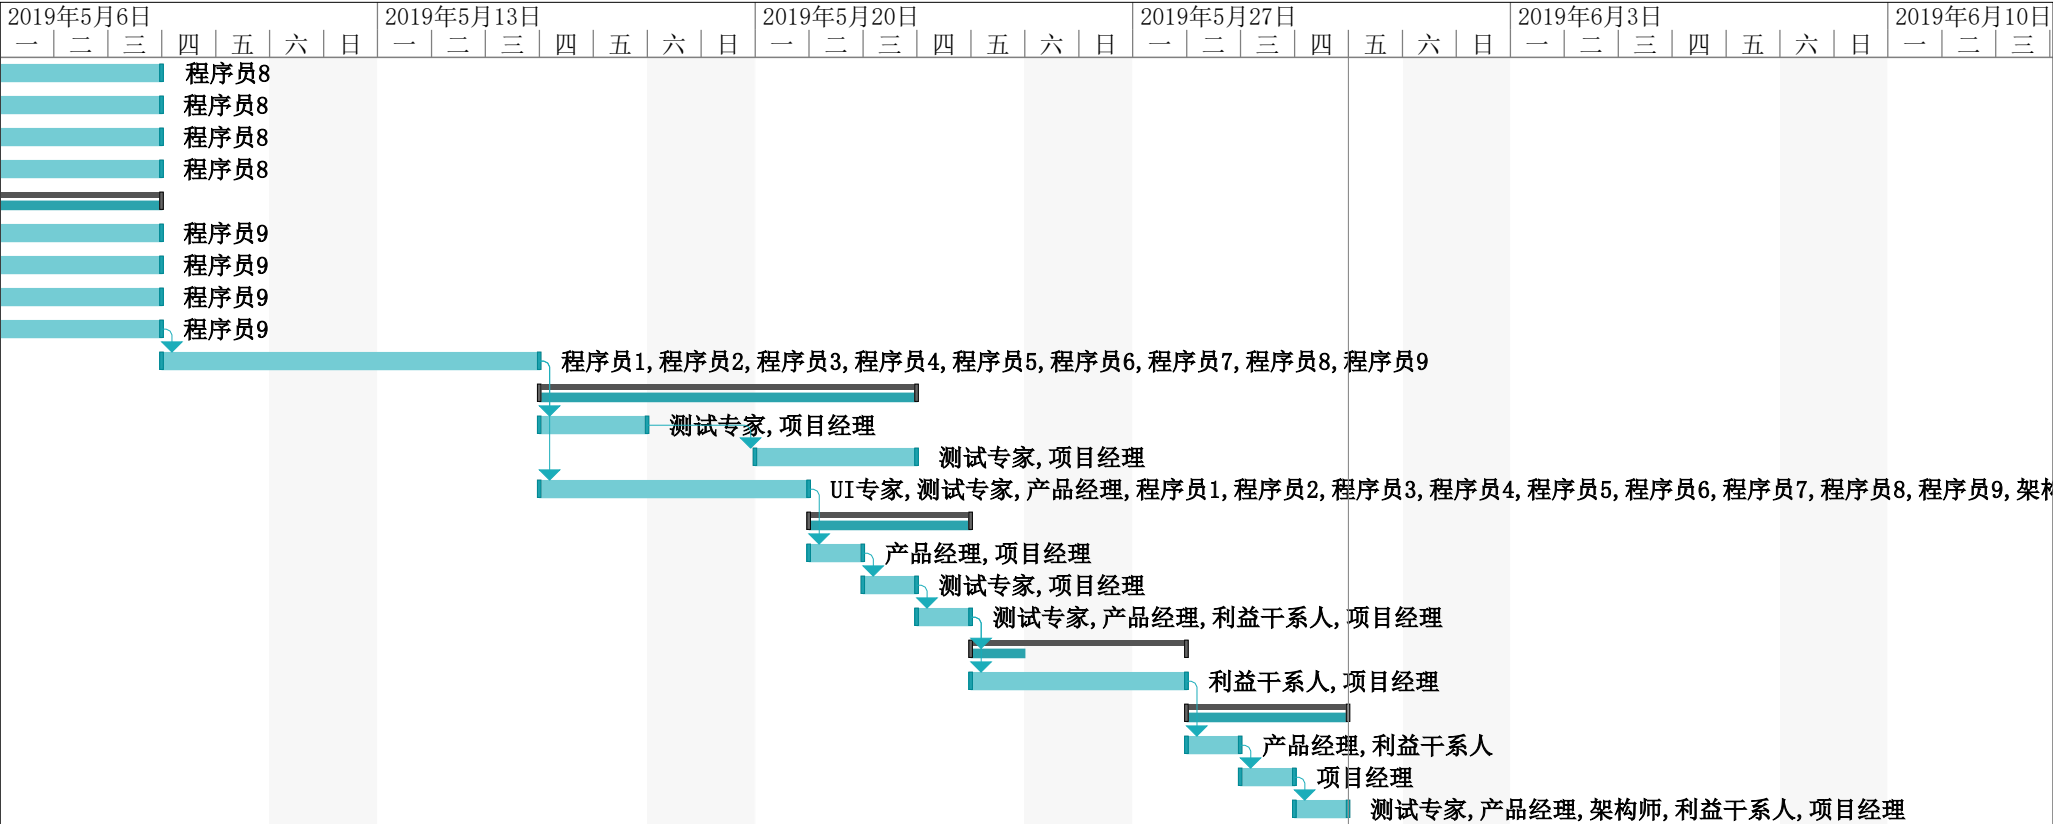 2019年5月6日 2019年5月13日 2019年5月20日 2019年5月27日 2019年6月3日 2019年6月10日
一 二 三 四 五 六 日 一 二 三 四 五 六 日 一 二 三 四 五 六 日 一 二 三 四 五 六 日 一 二 三 四 五 六 日 一 二 三
程序员8
程序员8
程序员8
程序员8
程序员9
程序员9
程序员9
程序员9
程序员1,程序员2,程序员3,程序员4,程序员5,程序员6,程序员7,程序员8,程序员9
测试专家,项目经理
测试专家,项目经理
UI专家,测试专家,产品经理,程序员1,程序员2,程序员3,程序员4,程序员5,程序员6,程序员7,程序员8,程序员9,架
产品经理,项目经理
测试专家,项目经理
测试专家,产品经理,利益干系人,项目经理
利益干系人,项目经理
产品经理,利益干系人
项目经理
测试专家,产品经理,架构师,利益干系人,项目经理